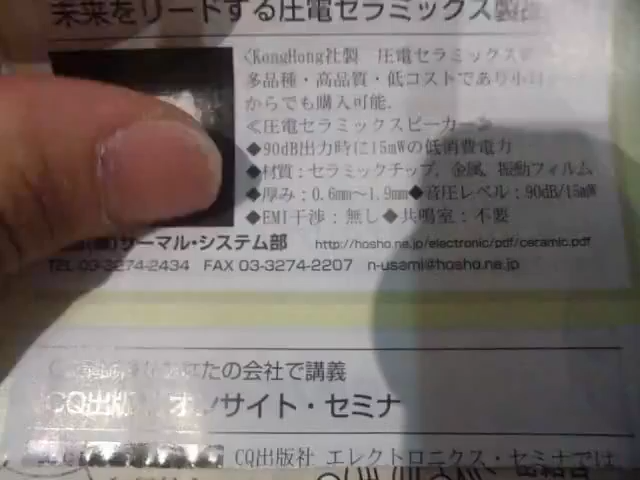 未来をリードする圧電セラミックス製
<KongHong社製 圧電セラミックス
多品種・高品質・低コストであり小
からでも購入可能.
≪圧電セラミックスピーカー≫
◆90dB出力時に15mWの低消費電力
◆材質：セラミックチップ, 金属, 振動フィルム
◆厚み：0.6mm〜1.9mm◆音圧レベル：90dB/15mW
◆EMI干渉：無し◆共鳴室：不要
サーマル・システム部 http://hosho.ne.jp/electronic/pdf/ceramic.pdf
TEL 03-3274-2434 FAX 03-3274-2207 n-usami@hosho.ne.jp
たの会社で講義
CQ出版 オンサイト・セミナ
CQ出版社 エレクトロニクス・セミナでは